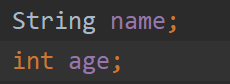 String name;
int age;